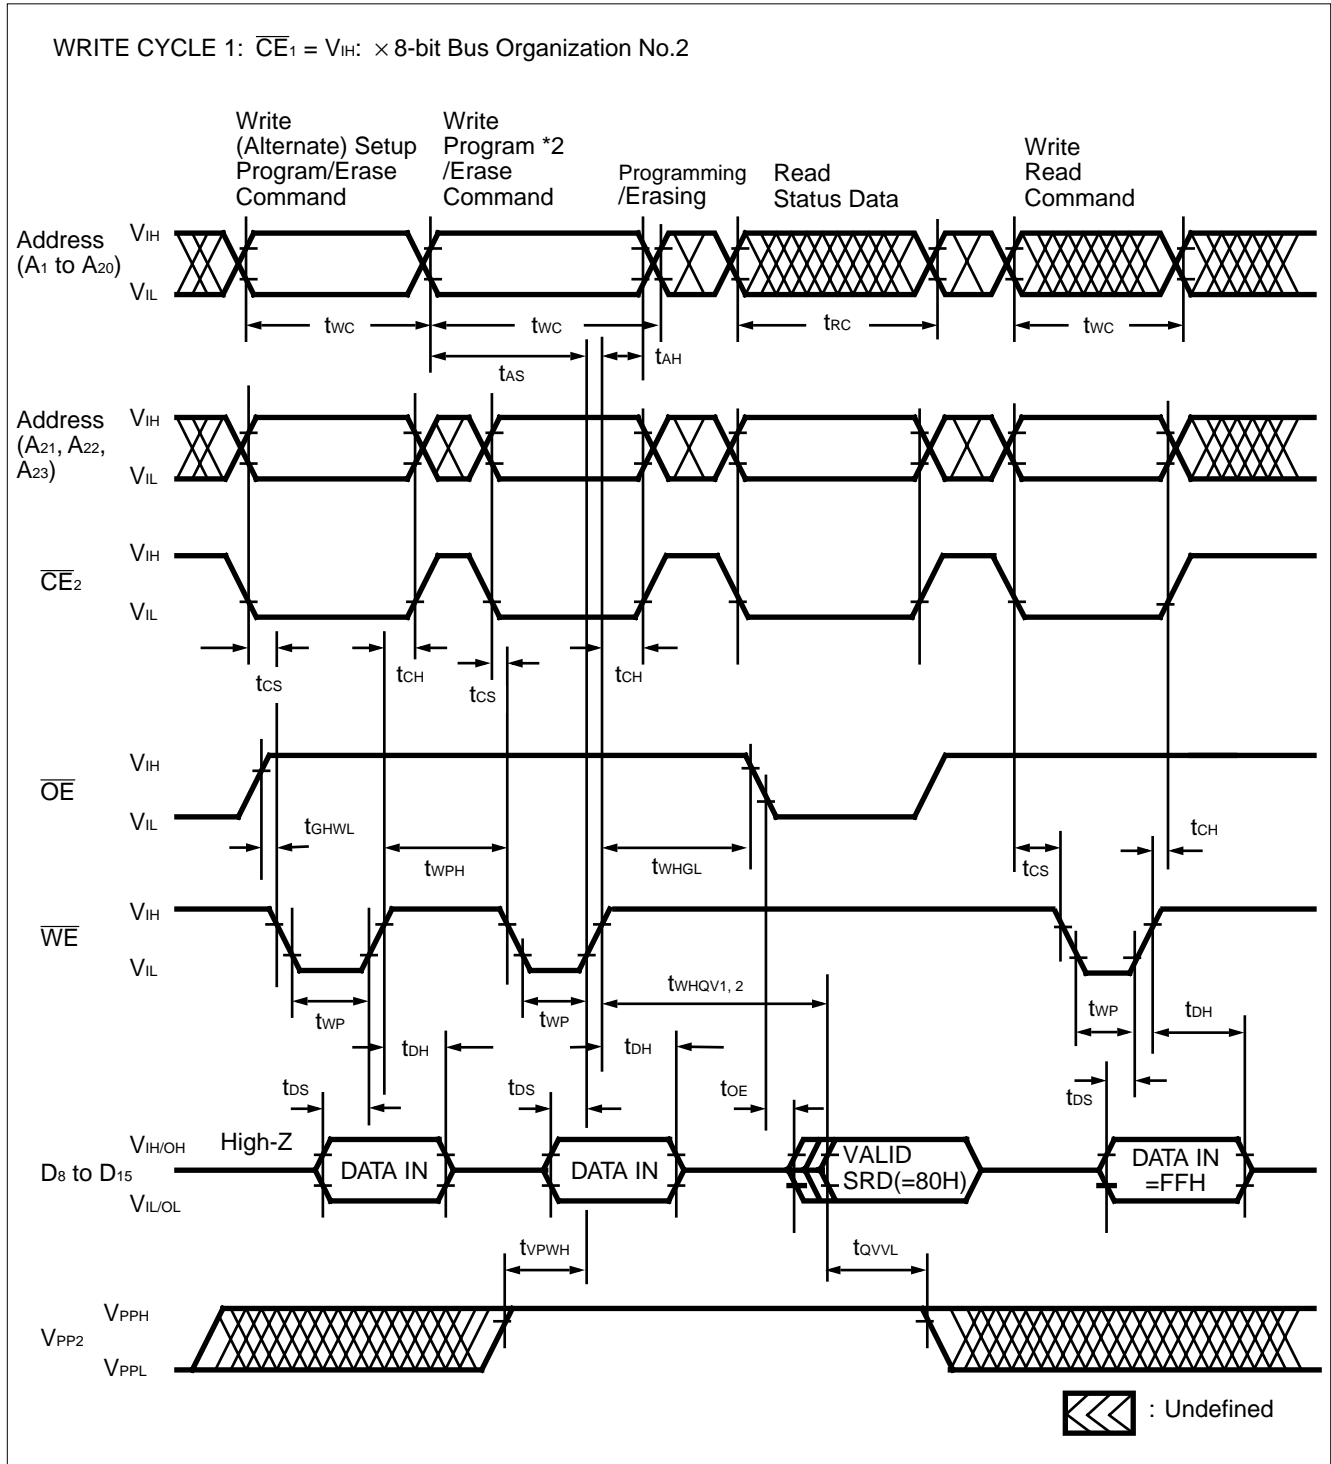 WRITE CYCLE 1: C̅E̅1 = VIH: × 8-bit Bus Organization No.2
Write
(Alternate) Setup
Program/Erase
Command
Write
Program *2
/Erase
Command
Programming
/Erasing
Read
Status Data
Write
Read
Command
Address
(A1 to A20)
VIH
VIL
tWC
tWC
tRC
tWC
tAS
tAH
Address
(A21, A22,
A23)
VIH
VIL
C̅E̅2
VIH
VIL
tCS
tCH
tCS
tCH
O̅E̅
VIH
VIL
tGHWL
tWPH
tWHGL
tCS
tCH
W̅E̅
VIH
VIL
tWP
tWP
tWHQV1, 2
tWP
tDH
tDH
tDH
tDS
tDS
tOE
tDS
D8 to D15
VIH/OH
VIL/OL
High-Z
DATA IN
DATA IN
VALID
SRD(=80H)
DATA IN
=FFH
tVPWH
tQVVL
VPP2
VPPH
VPPL
: Undefined